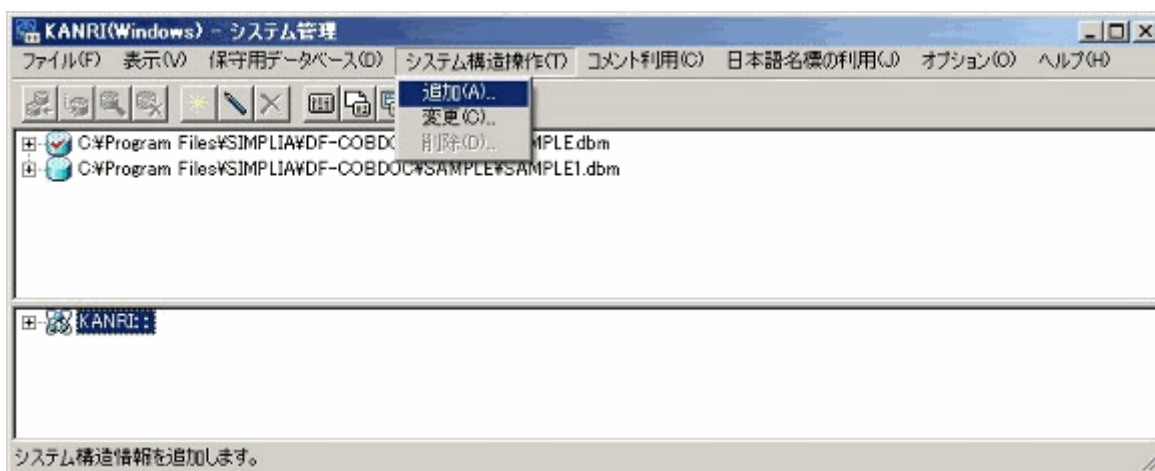 KANRI(Windows) - システム管理
ファイル(F) 表示(V) 保守用データベース(D) システム構造操作(T) コメント利用(C) 日本語名標の利用(J) オプション(O) ヘルプ(H)
追加(A)...
変更(C)...
削除(D)...
C:¥Program Files¥SIMPLIA¥DF-COBDO MPLE.dbm
C:¥Program Files¥SIMPLIA¥DF-COBDOC¥SAMPLE¥SAMPLE1.dbm
KANRI::
システム構造情報を追加します。